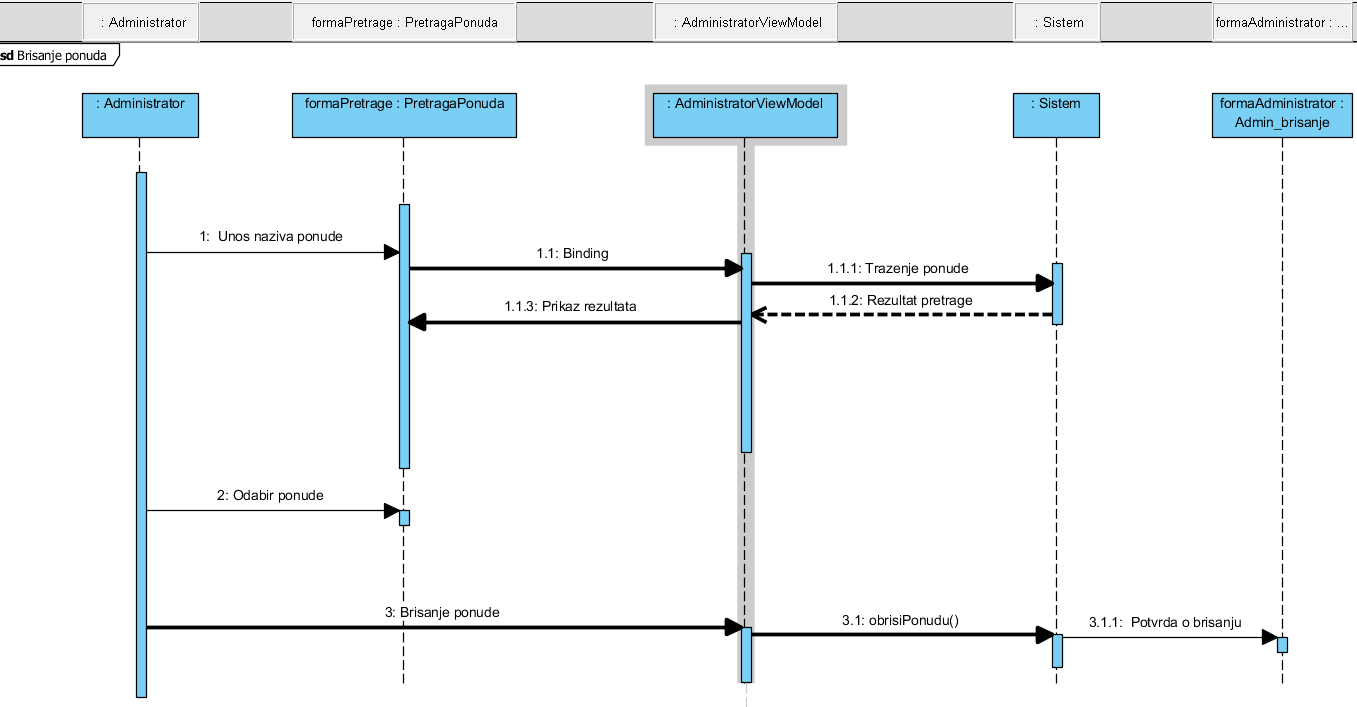 : Administrator
formaPretrage : PretragaPonuda
: AdministratorViewModel
: Sistem
formaAdministrator : ...
sd Brisanje ponuda
: Administrator
formaPretrage : PretragaPonuda
: AdministratorViewModel
: Sistem
formaAdministrator :
Admin_brisanje
1: Unos naziva ponude
1.1: Binding
1.1.1: Trazenje ponude
1.1.2: Rezultat pretrage
1.1.3: Prikaz rezultata
2: Odabir ponude
3: Brisanje ponude
3.1: obrisiPonudu()
3.1.1: Potvrda o brisanju